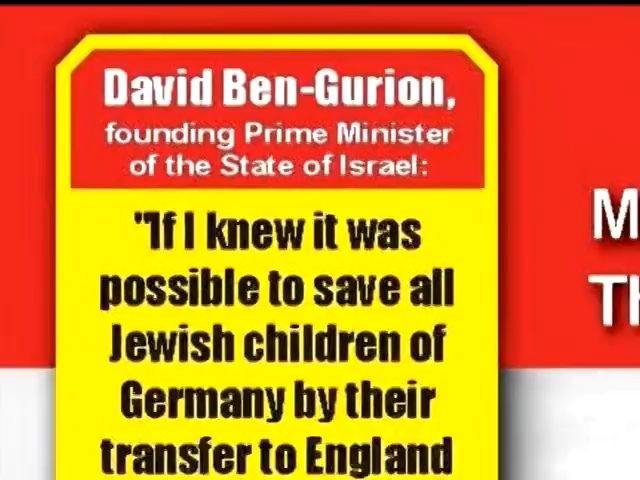 David Ben-Gurion,
founding Prime Minister
of the State of Israel:
"If I knew it was
possible to save all
Jewish children of
Germany by their
transfer to England
M
TH